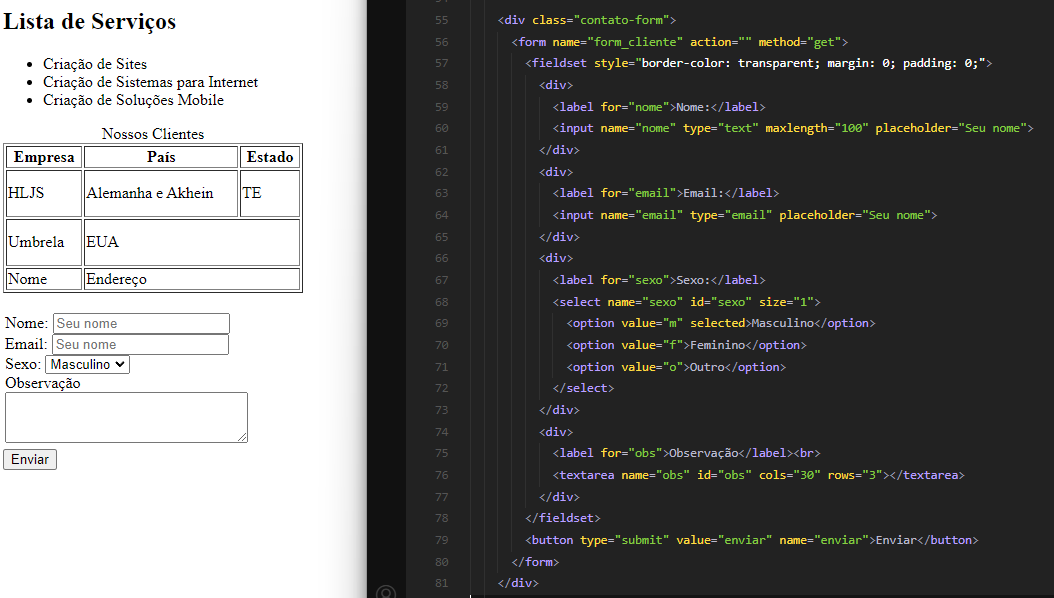 Lista de Serviços
Criação de Sites
Criação de Sistemas para Internet
Criação de Soluções Mobile
Nossos Clientes
Empresa País Estado
HLJS Alemanha e Akhein TE
Umbrela EUA
Nome Endereço
Nome: Seu nome
Email: Seu nome
Sexo: Masculino
Observação
Enviar
55 <div class="contato-form">
56 <form name="form_cliente" action="" method="get">
57 <fieldset style="border-color: transparent; margin: 0; padding: 0;">
58 <div>
59 <label for="nome">Nome:</label>
60 <input name="nome" type="text" maxlength="100" placeholder="Seu nome">
61 </div>
62 <div>
63 <label for="email">Email:</label>
64 <input name="email" type="email" placeholder="Seu nome">
65 </div>
66 <div>
67 <label for="sexo">Sexo:</label>
68 <select name="sexo" id="sexo" size="1">
69 <option value="m" selected>Masculino</option>
70 <option value="f">Feminino</option>
71 <option value="o">Outro</option>
72 </select>
73 </div>
74 <div>
75 <label for="obs">Observação</label><br>
76 <textarea name="obs" id="obs" cols="30" rows="3"></textarea>
77 </div>
78 </fieldset>
79 <button type="submit" value="enviar" name="enviar">Enviar</button>
80 </form>
81 </div>